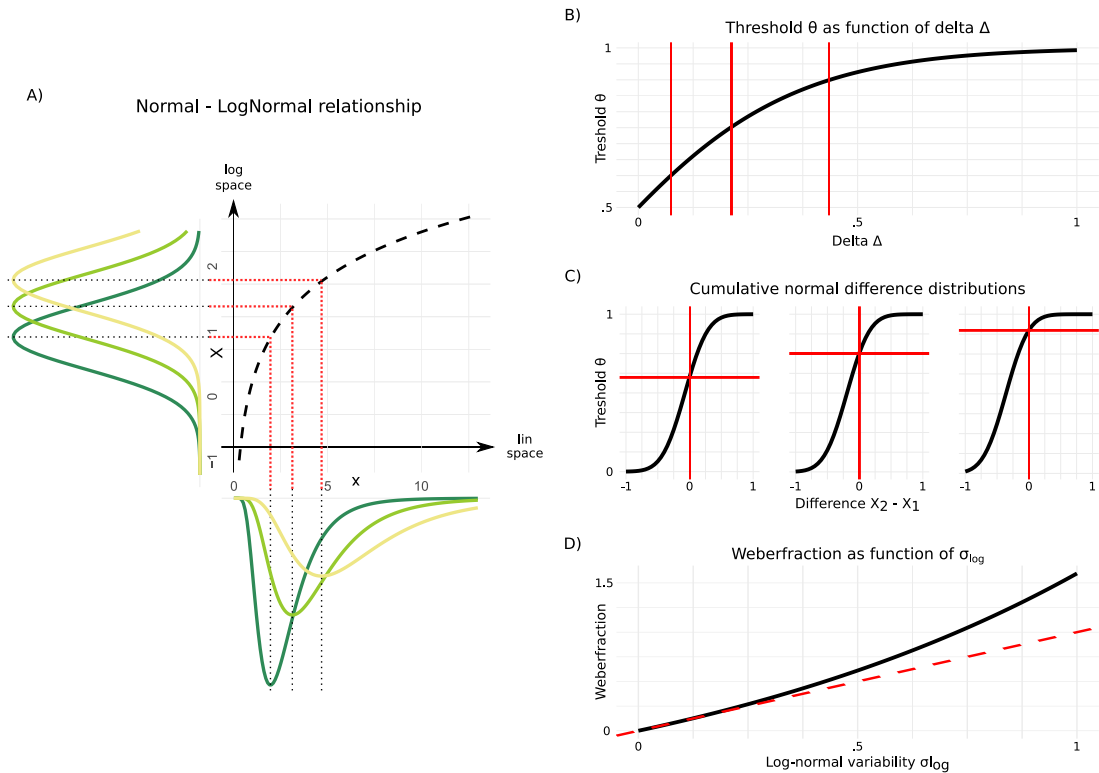 A)
Normal - LogNormal relationship
log
space
2
1
X
0
-1
lin
space
0
5
10
x
B)
Threshold θ as function of delta Δ
1
Treshold θ
.5
0
.5
1
Delta Δ
C)
Cumulative normal difference distributions
1
Treshold θ
0
-1 0 1
-1 0 1
-1 0 1
Difference X2 - X1
D)
Weberfraction as function of σlog
1.5
Weberfraction
0
0
.5
1
Log-normal variability σlog